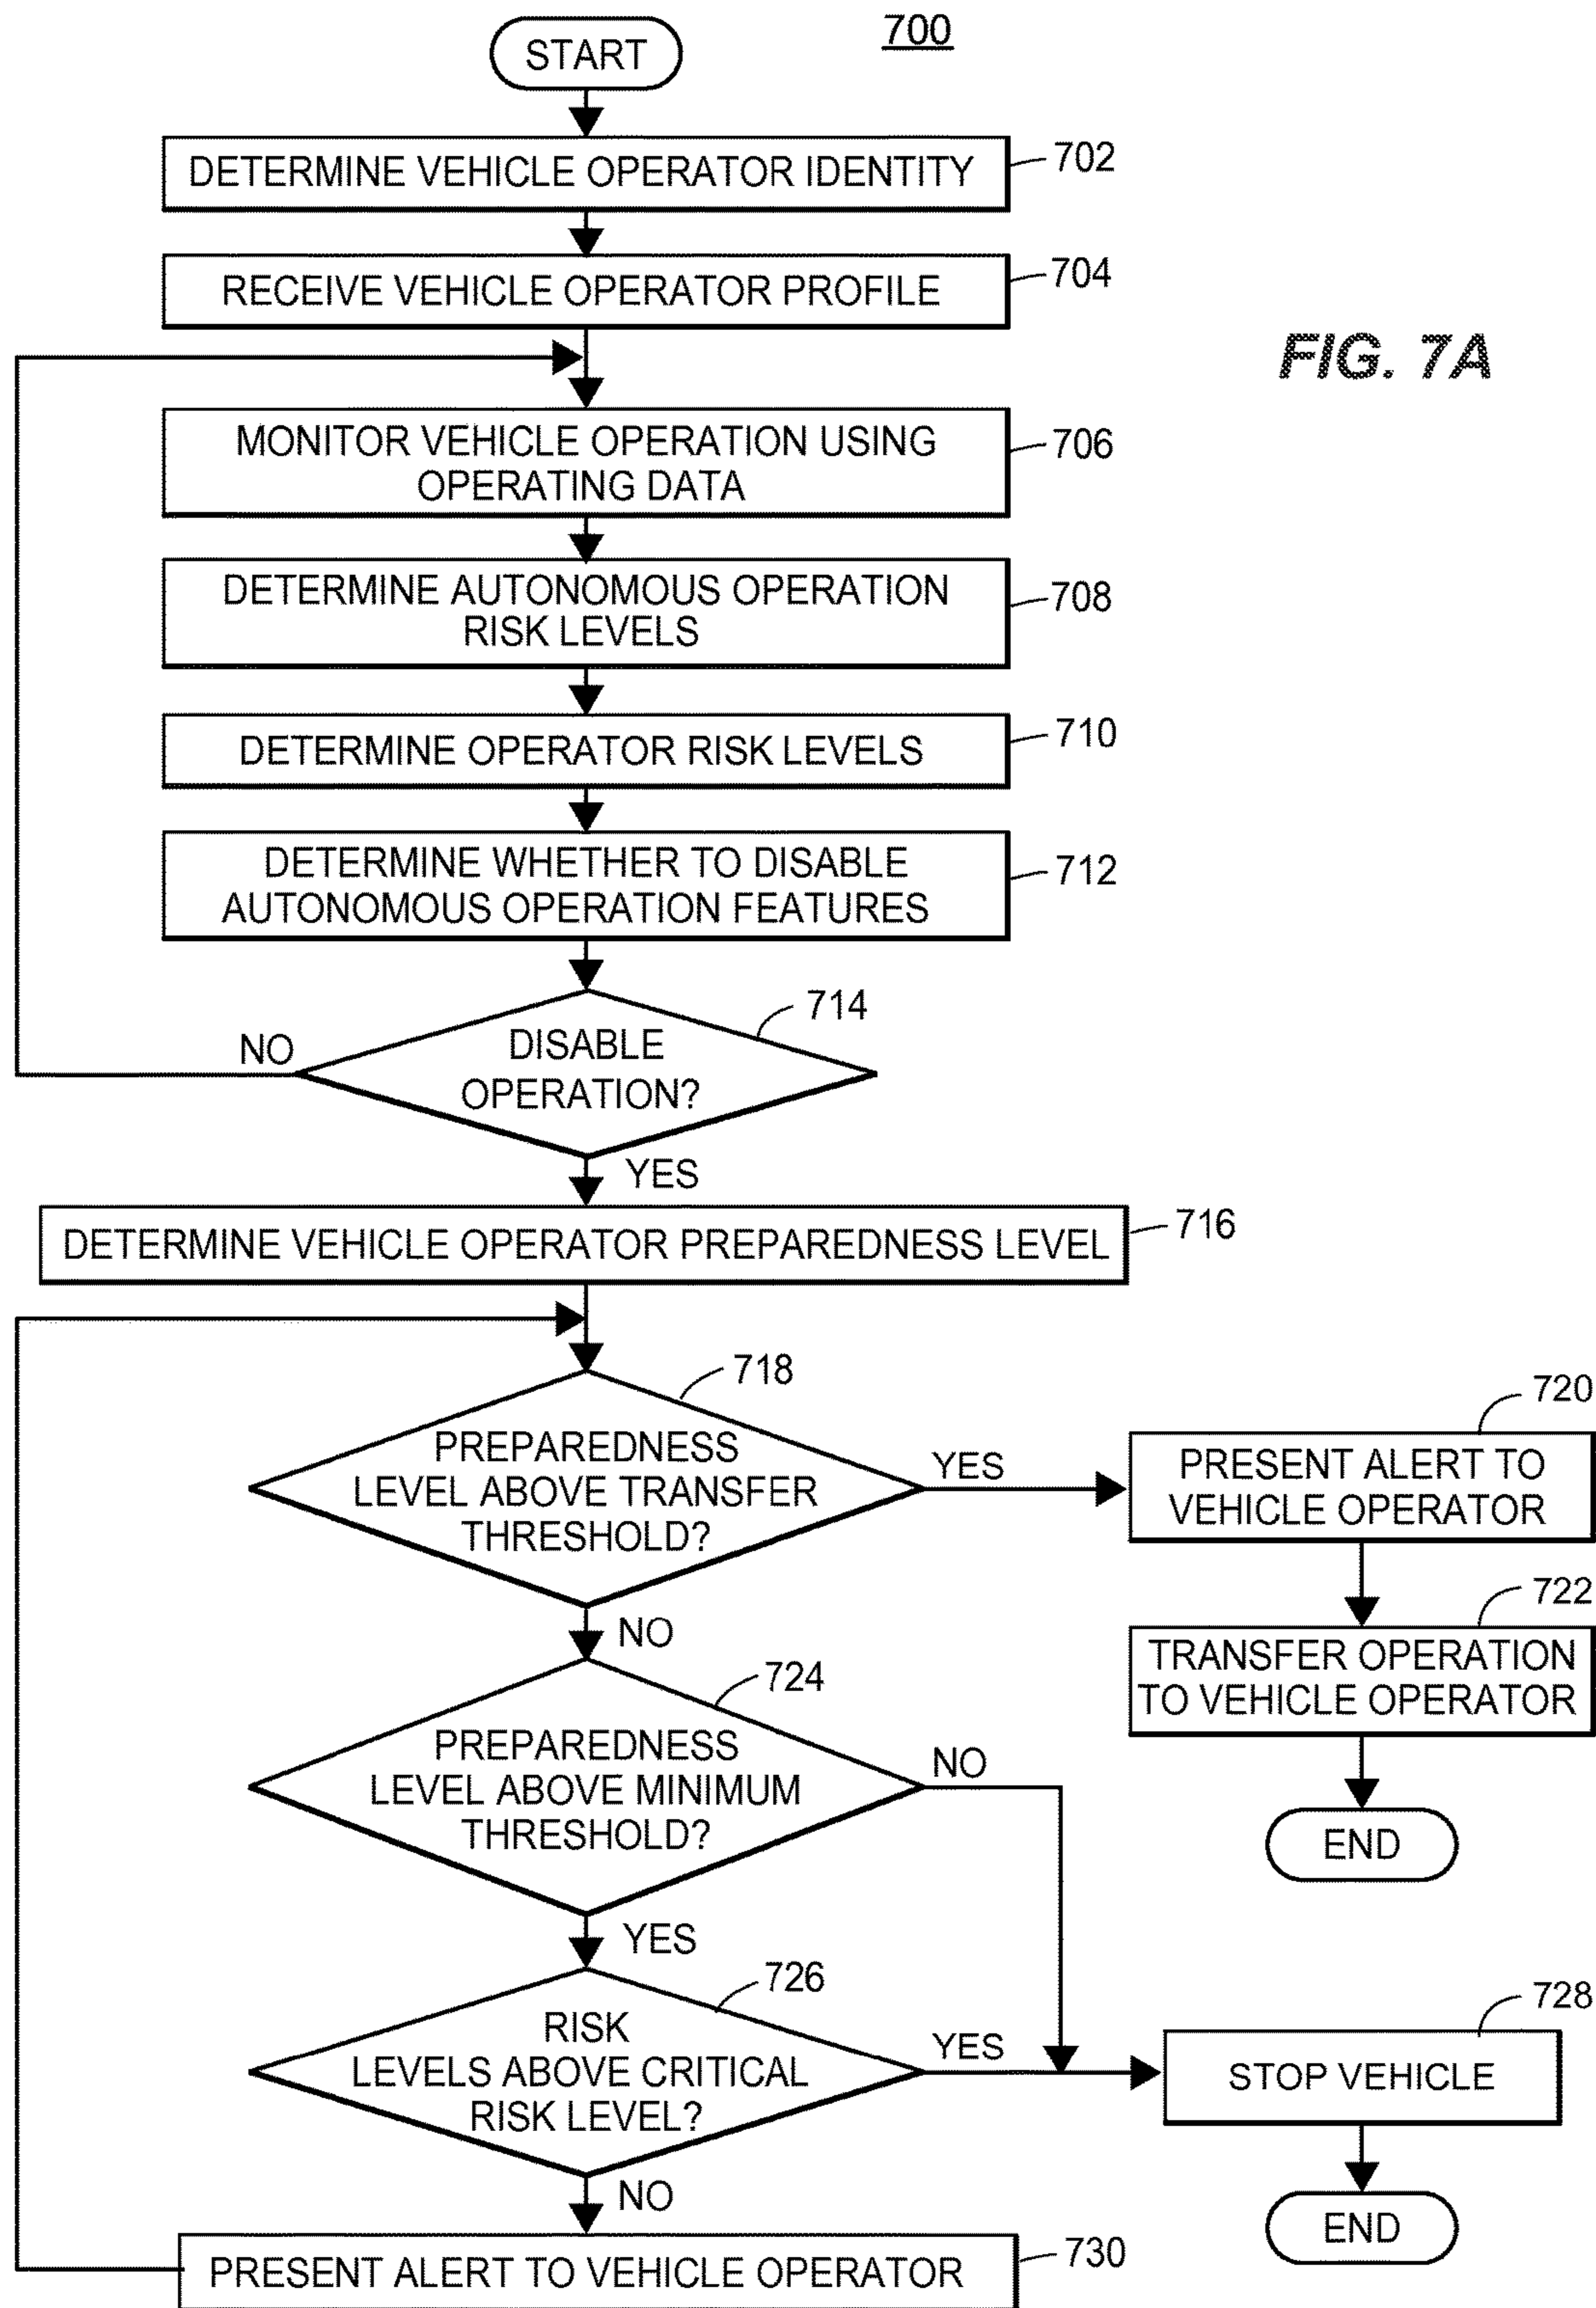 700
START
DETERMINE VEHICLE OPERATOR IDENTITY
702
RECEIVE VEHICLE OPERATOR PROFILE
704
FIG. 7A
MONITOR VEHICLE OPERATION USING
OPERATING DATA
706
DETERMINE AUTONOMOUS OPERATION
RISK LEVELS
708
DETERMINE OPERATOR RISK LEVELS
710
DETERMINE WHETHER TO DISABLE
AUTONOMOUS OPERATION FEATURES
712
714
DISABLE
OPERATION?
NO
YES
DETERMINE VEHICLE OPERATOR PREPAREDNESS LEVEL
716
718
PREPAREDNESS
LEVEL ABOVE TRANSFER
THRESHOLD?
YES
720
PRESENT ALERT TO
VEHICLE OPERATOR
722
TRANSFER OPERATION
TO VEHICLE OPERATOR
END
NO
724
PREPAREDNESS
LEVEL ABOVE MINIMUM
THRESHOLD?
NO
YES
726
RISK
LEVELS ABOVE CRITICAL
RISK LEVEL?
YES
728
STOP VEHICLE
END
NO
PRESENT ALERT TO VEHICLE OPERATOR
730